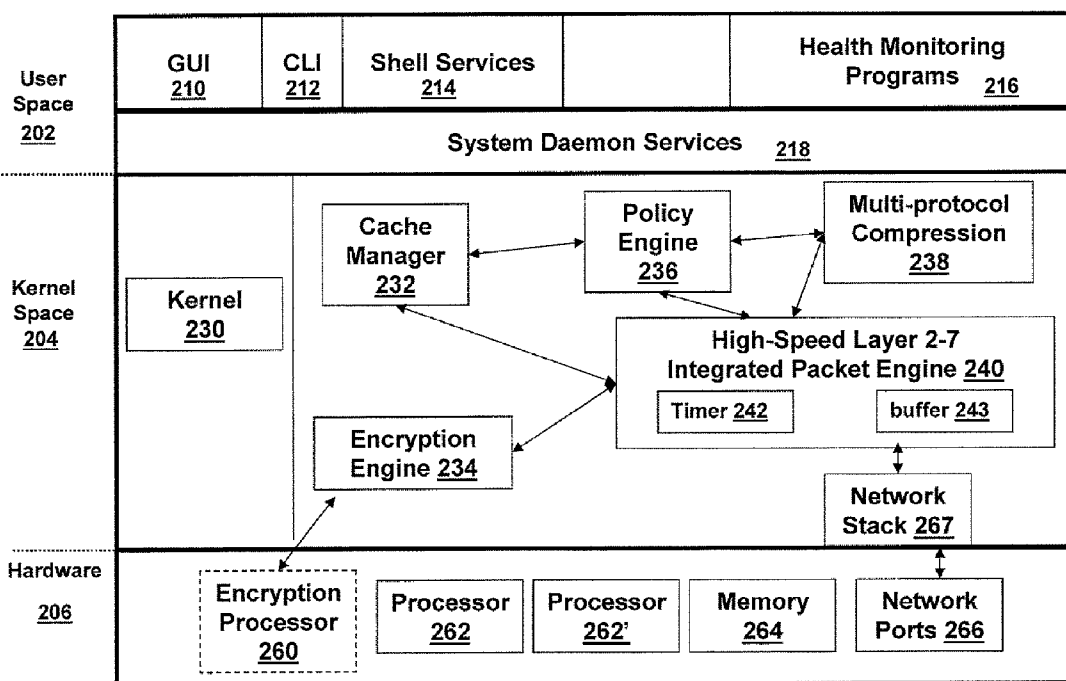 User
Space
202
GUI
210
CLI
212
Shell Services
214
Health Monitoring
Programs 216
System Daemon Services 218
Kernel
Space
204
Kernel
230
Cache
Manager
232
Policy
Engine
236
Multi-protocol
Compression
238
High-Speed Layer 2-7
Integrated Packet Engine 240
Timer 242
buffer 243
Encryption
Engine 234
Network
Stack 267
Hardware
206
Encryption
Processor
260
Processor
262
Processor
262'
Memory
264
Network
Ports 266